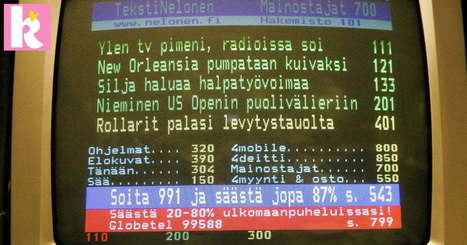 k
TekstiNelonen Mainostajat 700
www.nelonen.fi Hakemisto 101
Ylen tv pimeni, radioissa soi 111
New Orleansia pumpataan kuivaksi 121
Silja haluaa halpatyövoimaa 133
Nieminen US Openin puolivälieriin 201
Rollarit palasi levytystauolta 401
Ohjelmat.... 320 4mobile.......... 800
Elokuvat.... 390 4deitti.......... 850
Tänään...... 304 Mainostajat...... 700
Sää......... 150 4myynti & osto... 550
Soita 991 ja säästä jopa 87% s. 543
Säästä 20-80% ulkomaanpuheluissasi!
Globetel 99588 s. 799
110 200 300